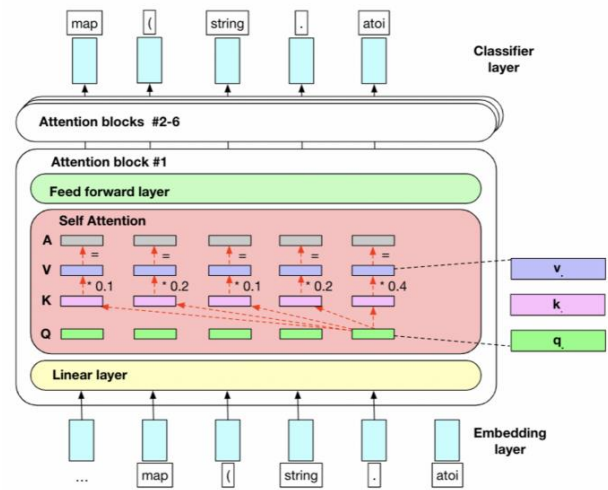 map ( string . atoi
Classifier
layer
Attention blocks #2-6
Attention block #1
Feed forward layer
Self Attention
A
= = = = =
V
* 0.1 * 0.2 * 0.1 * 0.2 * 0.4
v.
K
k.
Q
q.
Linear layer
... map ( string . atoi
Embedding
layer